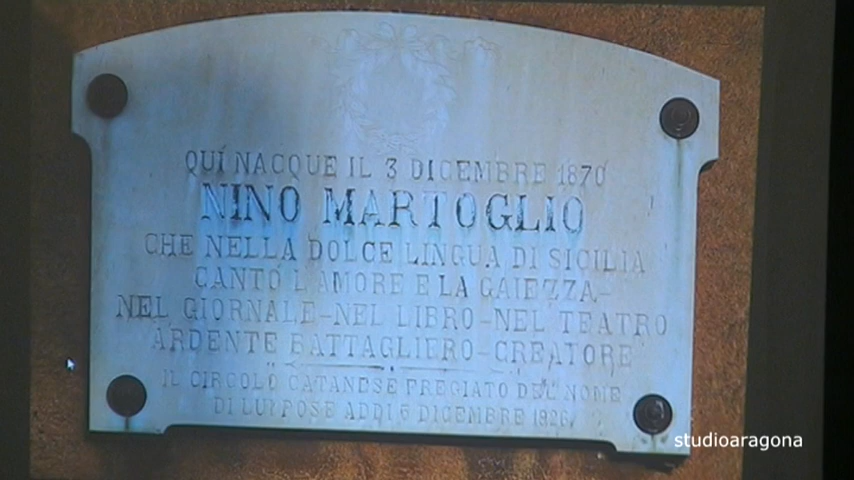 QUÍ NACQUE IL 3 DICEMBRE 1870
NINO MARTOGLIO
CHE NELLA DOLCE LINGUA DI SICILIA
CANTÒ L'AMORE E LA GAIEZZA-
NEL GIORNALE-NEL LIBRO-NEL TEATRO
ARDENTE BATTAGLIERO-CREATORE
IL CIRCOLO CATANESE FREGIATO DEL NOME
DI LUI POSE ADDÌ 6 DICEMBRE 1926
studioaragona